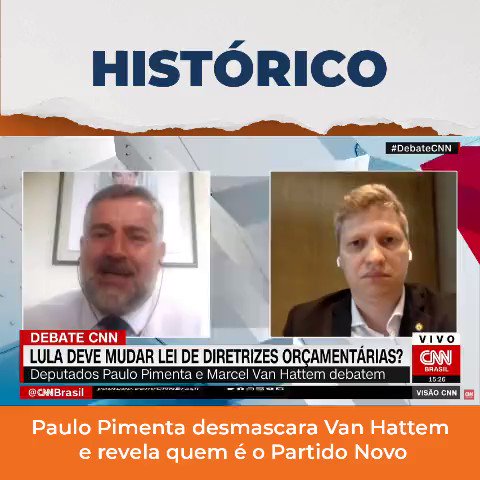 HISTÓRICO
#DebateCNN
DEBATE CNN
LULA DEVE MUDAR LEI DE DIRETRIZES ORÇAMENTÁRIAS?
Deputados Paulo Pimenta e Marcel Van Hattem debatem
VIVO
CNN
BRASIL
15:26
@CNNBrasil
VISÃO CNN
CNN
Paulo Pimenta desmascara Van Hattem
e revela quem é o Partido Novo